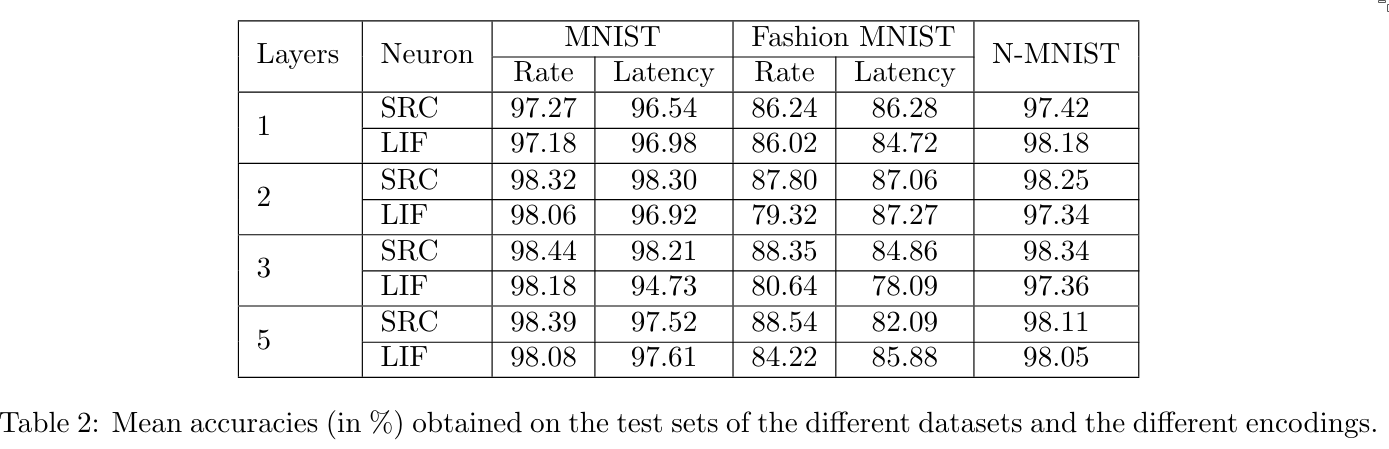 Layers Neuron MNIST Fashion MNIST N-MNIST
Rate Latency Rate Latency
1 SRC 97.27 96.54 86.24 86.28 97.42
LIF 97.18 96.98 86.02 84.72 98.18
2 SRC 98.32 98.30 87.80 87.06 98.25
LIF 98.06 96.92 79.32 87.27 97.34
3 SRC 98.44 98.21 88.35 84.86 98.34
LIF 98.18 94.73 80.64 78.09 97.36
5 SRC 98.39 97.52 88.54 82.09 98.11
LIF 98.08 97.61 84.22 85.88 98.05
Table 2: Mean accuracies (in %) obtained on the test sets of the different datasets and the different encodings.